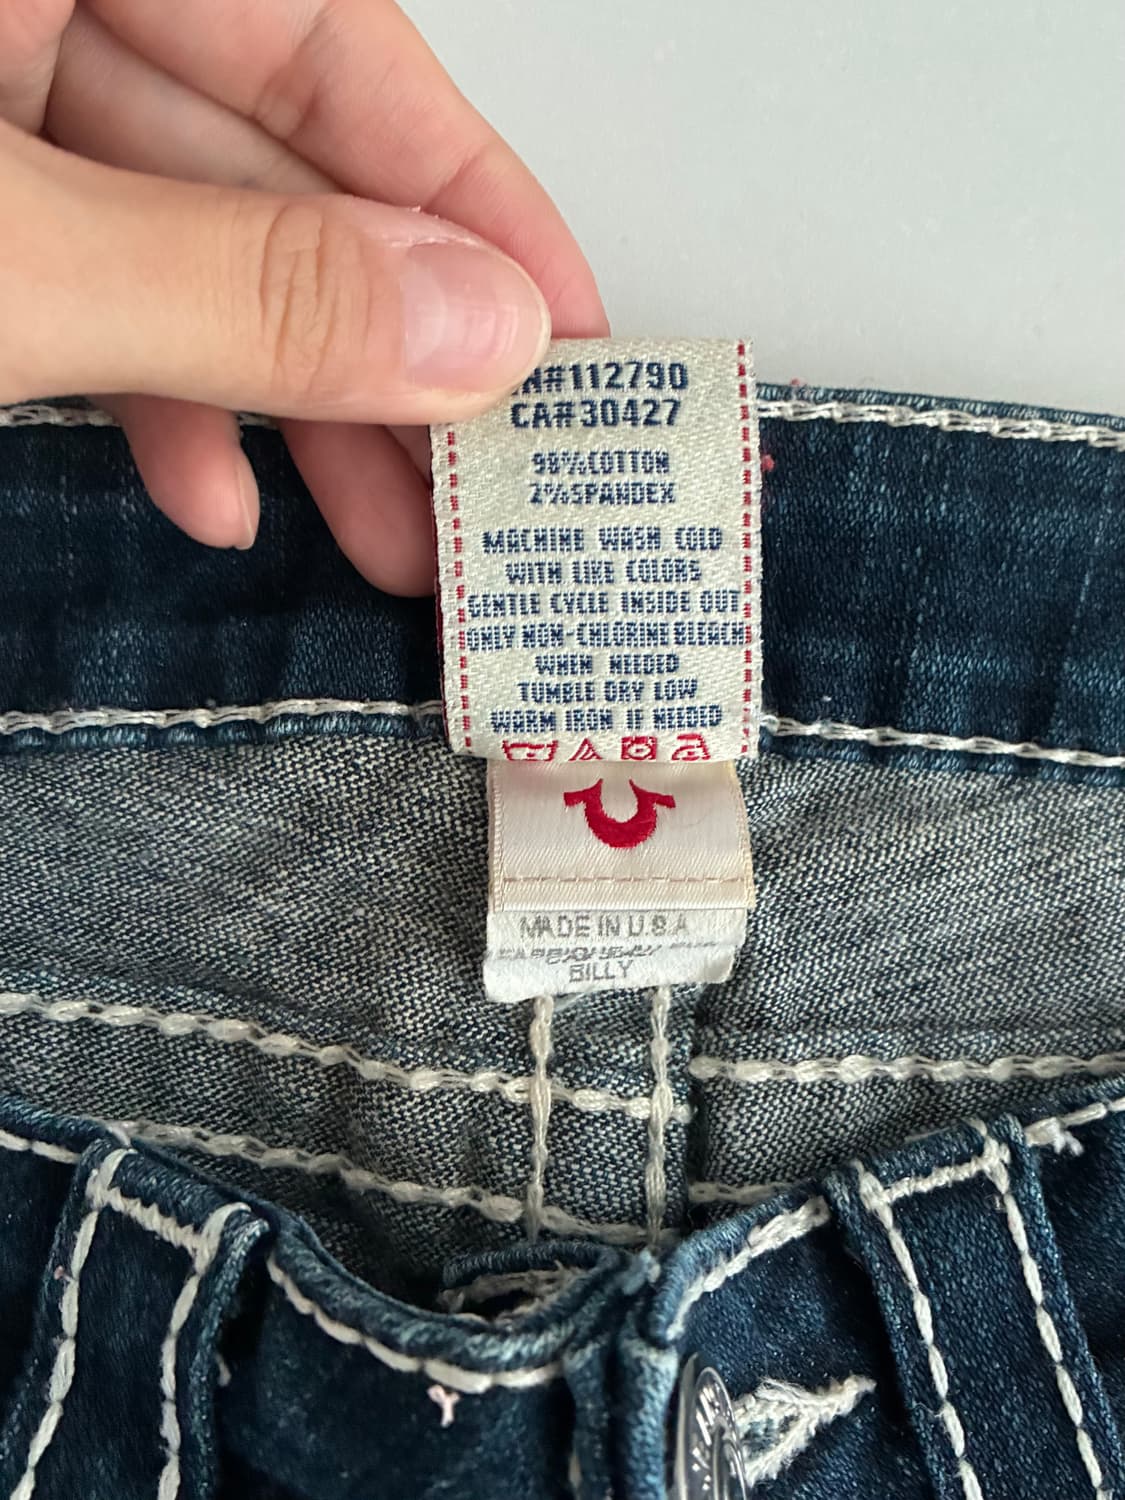 N#112790
CA#30427
98%COTTON
2%SPANDEX
MACHINE WASH COLD
WITH LIKE COLORS
GENTLE CYCLE INSIDE OUT
ONLY NON-CHLORINE BLEACH
WHEN NEEDED
TUMBLE DRY LOW
WARM IRON IF NEEDED
MADE IN U.S.A
BILLY